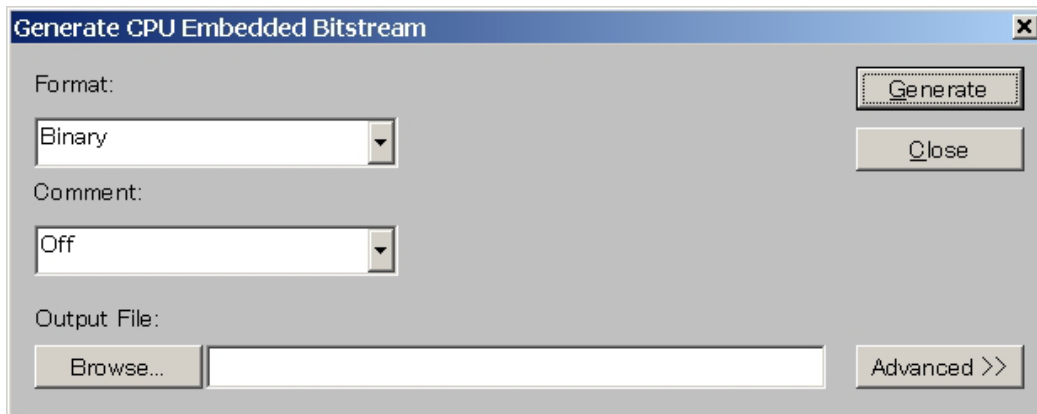 Generate CPU Embedded Bitstream
Format:
Generate
Binary
Close
Comment:
Off
Output File:
Browse...
Advanced >>